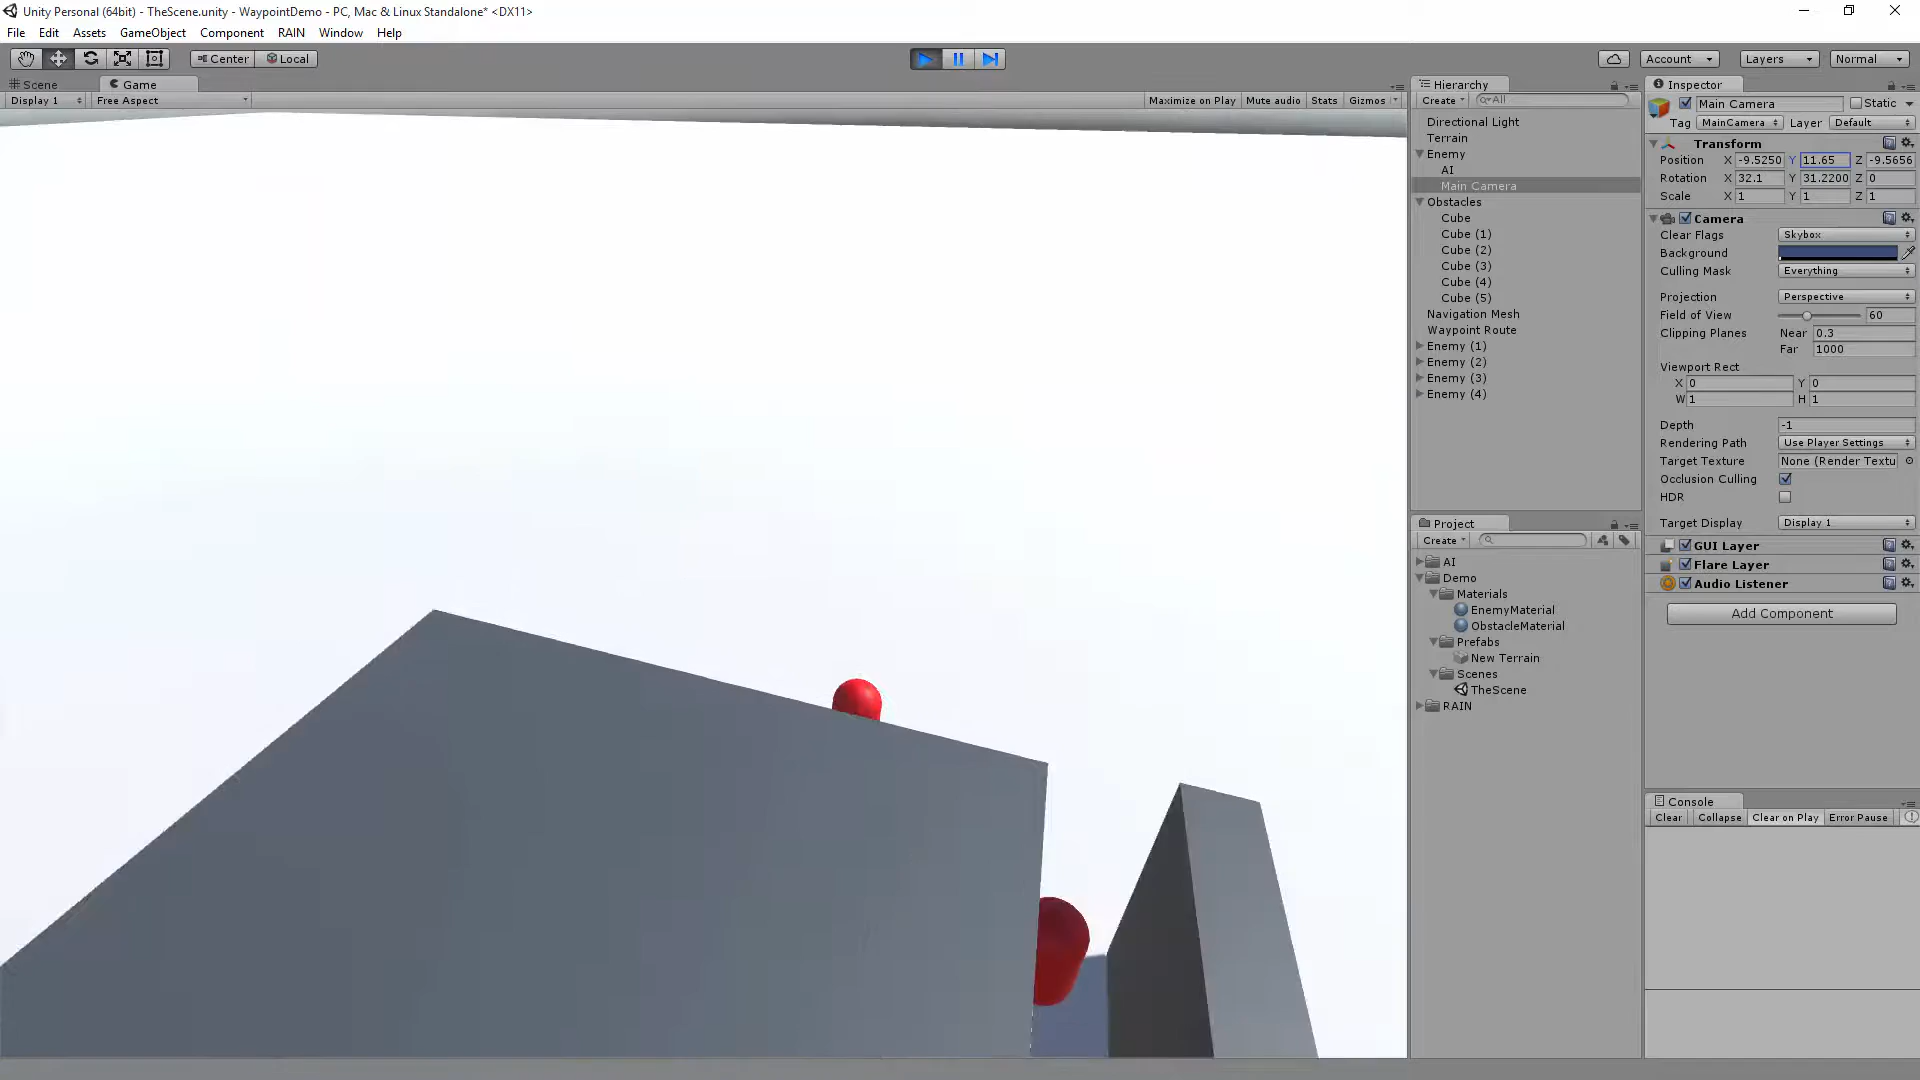 Unity Personal (64bit) - TheScene.unity - WaypointDemo - PC, Mac & Linux Standalone* <DX11>
File Edit Assets GameObject Component RAIN Window Help
Center Local Account Layers Normal
Scene Game
Display 1 Free Aspect Maximize on Play Mute audio Stats Gizmos
Hierarchy
Create All
Directional Light
Terrain
Enemy
AI
Main Camera
Obstacles
Cube
Cube (1)
Cube (2)
Cube (3)
Cube (4)
Cube (5)
Navigation Mesh
Waypoint Route
Enemy (1)
Enemy (2)
Enemy (3)
Enemy (4)
Project
Create
AI
Demo
Materials
EnemyMaterial
ObstacleMaterial
Prefabs
New Terrain
Scenes
TheScene
RAIN
Inspector
Main Camera Static
Tag MainCamera Layer Default
Transform
Position X -9.5250 Y 11.65 Z -9.5656
Rotation X 32.1 Y 31.2200 Z 0
Scale X 1 Y 1 Z 1
Camera
Clear Flags Skybox
Background
Culling Mask Everything
Projection Perspective
Field of View 60
Clipping Planes Near 0.3
Far 1000
Viewport Rect
X 0 Y 0
W 1 H 1
Depth -1
Rendering Path Use Player Settings
Target Texture None (Render Textu
Occlusion Culling
HDR
Target Display Display 1
GUI Layer
Flare Layer
Audio Listener
Add Component
Console
Clear Collapse Clear on Play Error Pause